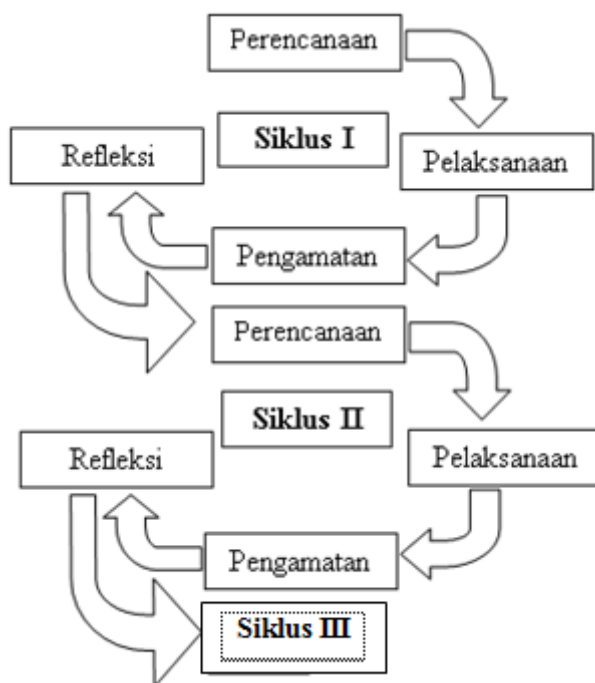 Perencanaan
Siklus I
Refleksi
Pelaksanaan
Pengamatan
Perencanaan
Siklus II
Refleksi
Pelaksanaan
Pengamatan
Siklus III